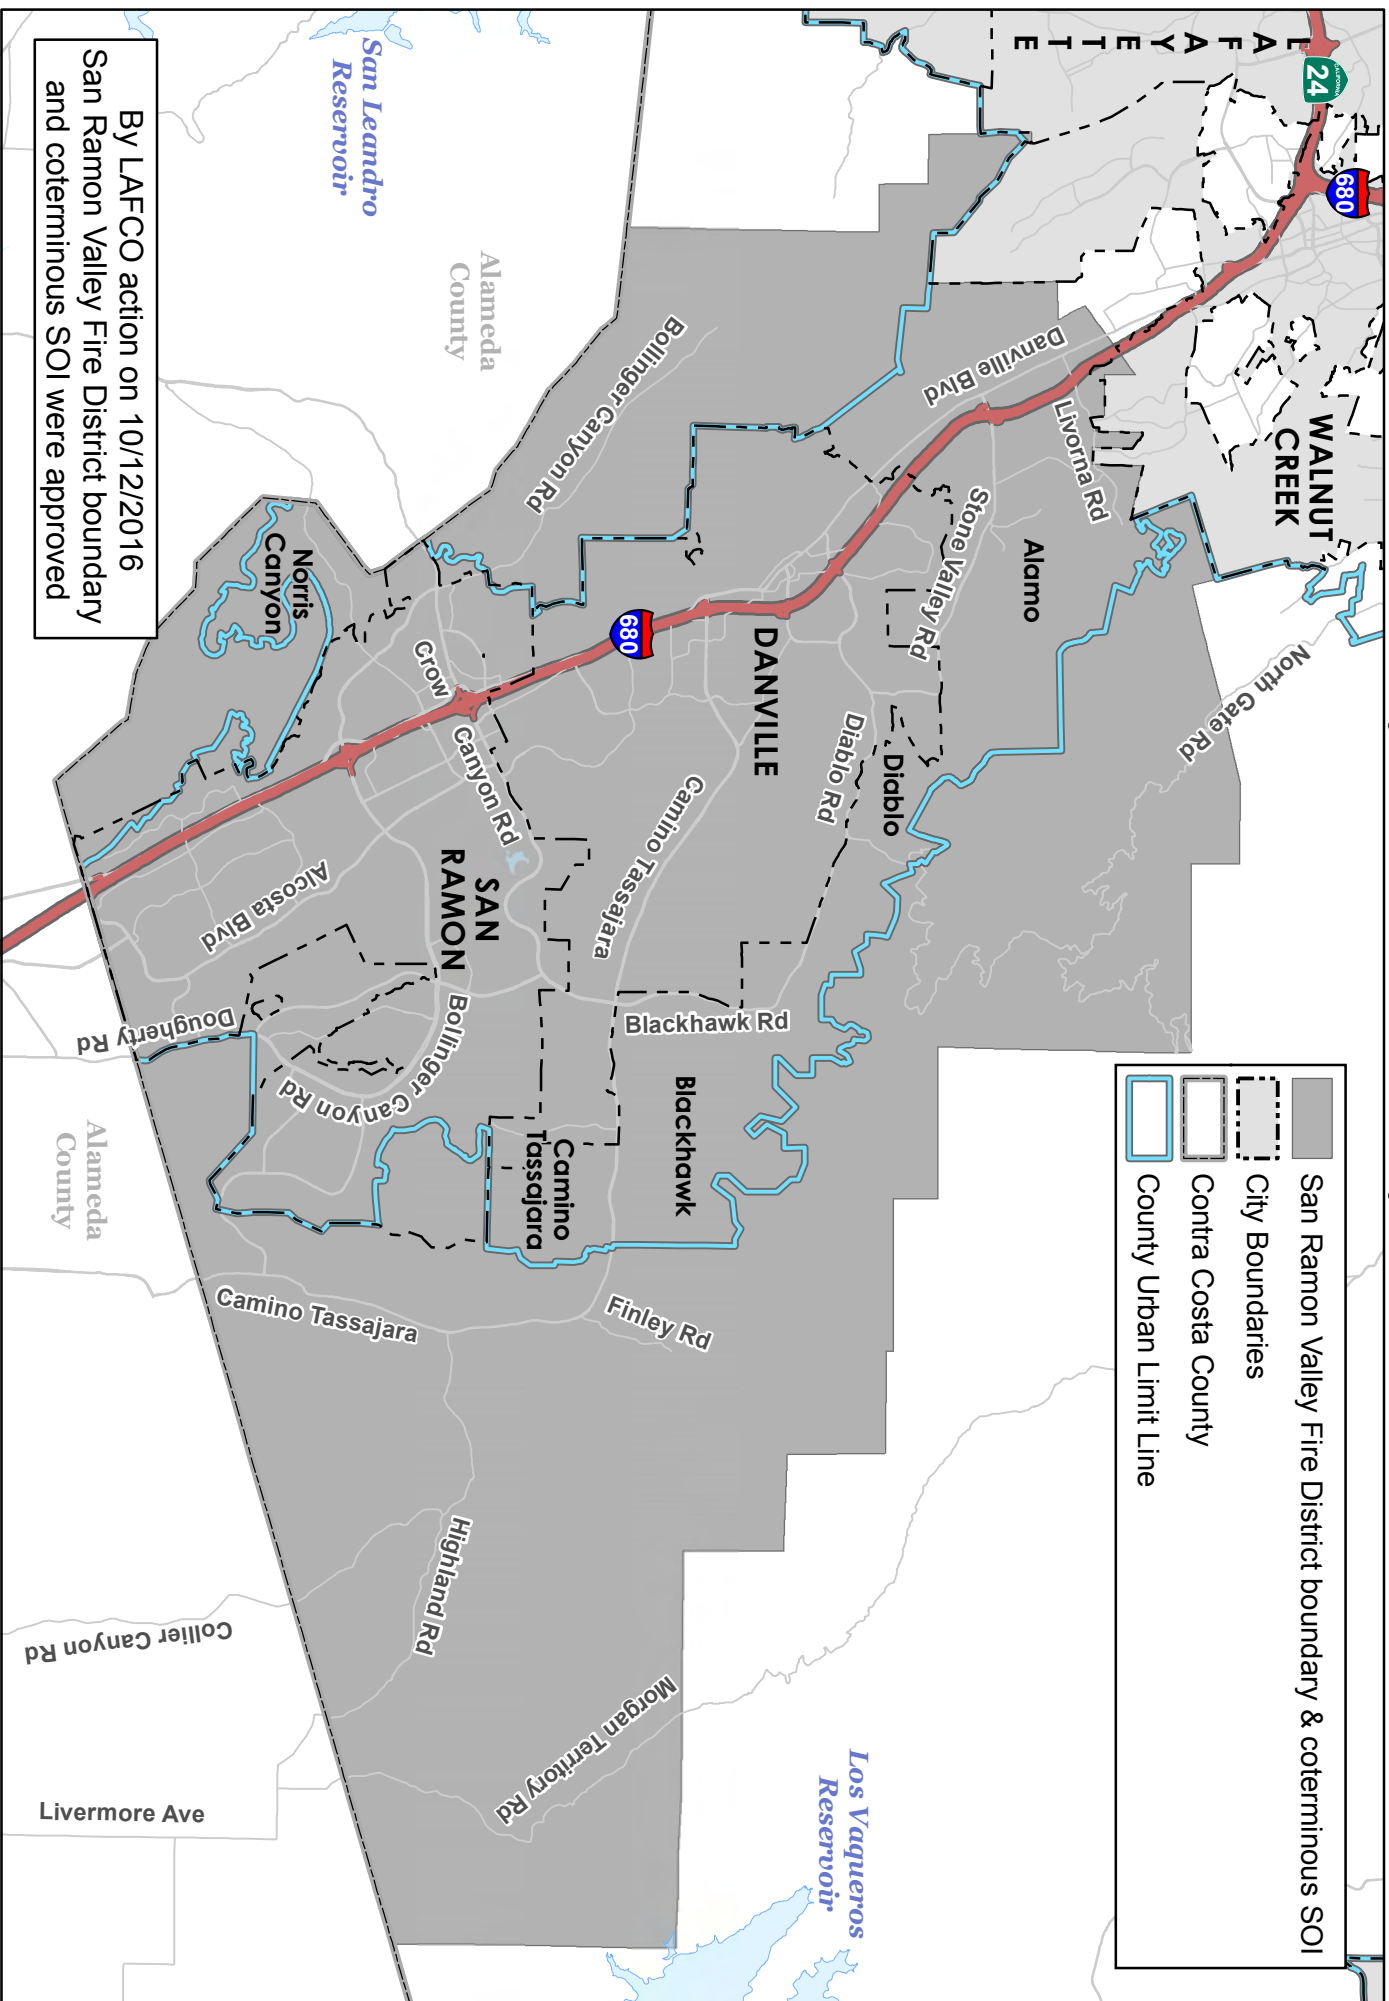 San Ramon Valley Fire District boundary & coterminous SOI
City Boundaries
Contra Costa County
County Urban Limit Line
LAFAYETTE
CALIFORNIA
24
680
WALNUT
CREEK
North Gate Rd
Livorna Rd
Danville Blvd
Alamo
Stone Valley Rd
Diablo
Diablo Rd
DANVILLE
680
Camino Tassajara
Blackhawk Rd
Blackhawk
Finley Rd
Los Vaqueros
Reservoir
Morgan Territory Rd
Bollinger Canyon Rd
Camino
Tassajara
Crow
Canyon Rd
SAN
RAMON
Bollinger Canyon Rd
Highland Rd
Camino Tassajara
Alameda
County
San Leandro
Reservoir
Norris
Canyon
Alcosta Blvd
Dougherty Rd
Alameda
County
Collier Canyon Rd
Livermore Ave
By LAFCO action on 10/12/2016
San Ramon Valley Fire District boundary
and coterminous SOI were approved